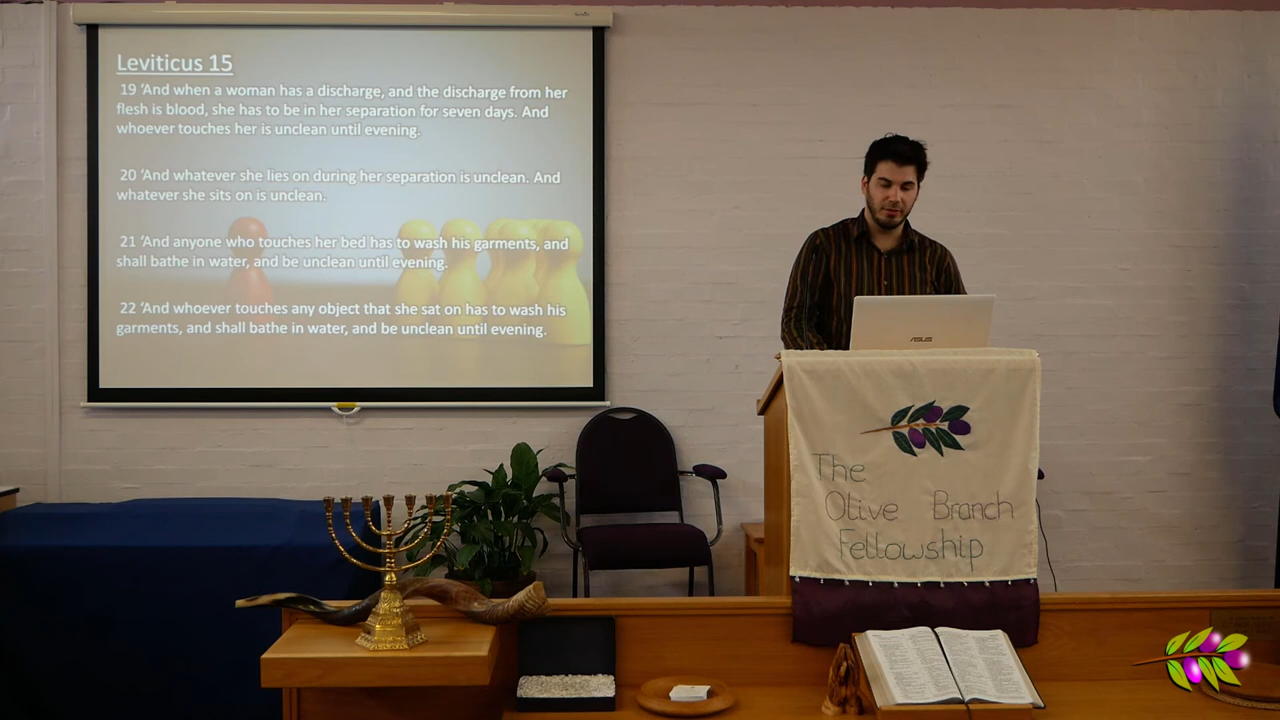 Leviticus 15
19 ‘And when a woman has a discharge, and the discharge from her
flesh is blood, she has to be in her separation for seven days. And
whoever touches her is unclean until evening.
20 ‘And whatever she lies on during her separation is unclean. And
whatever she sits on is unclean.
21 ‘And anyone who touches her bed has to wash his garments, and
shall bathe in water, and be unclean until evening.
22 ‘And whoever touches any object that she sat on has to wash his
garments, and shall bathe in water, and be unclean until evening.
ASUS
The
Olive Branch
Fellowship